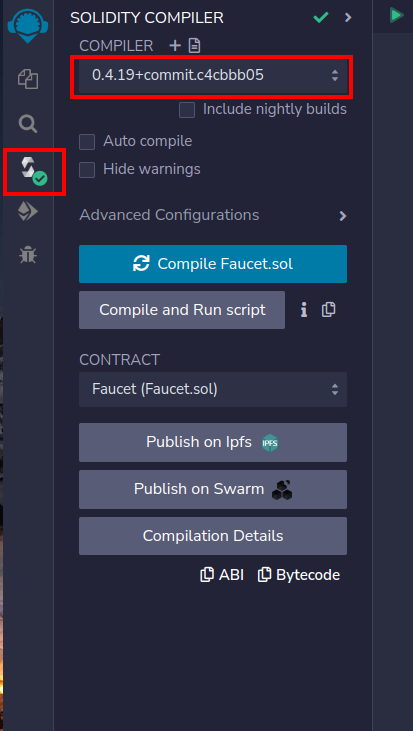 SOLIDITY COMPILER
COMPILER
0.4.19+commit.c4cbbb05
Include nightly builds
Auto compile
Hide warnings
Advanced Configurations
Compile Faucet.sol
Compile and Run script
CONTRACT
Faucet (Faucet.sol)
Publish on Ipfs IPFS
Publish on Swarm
Compilation Details
ABI Bytecode